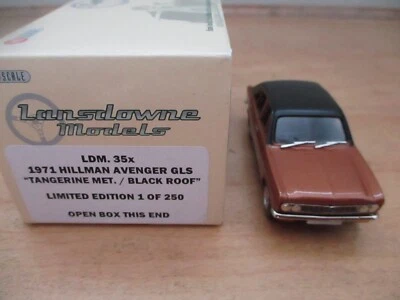 SCALE
Lansdowne
Models
LDM. 35x
1971 HILLMAN AVENGER GLS
"TANGERINE MET. / BLACK ROOF"
LIMITED EDITION 1 OF 250
OPEN BOX THIS END